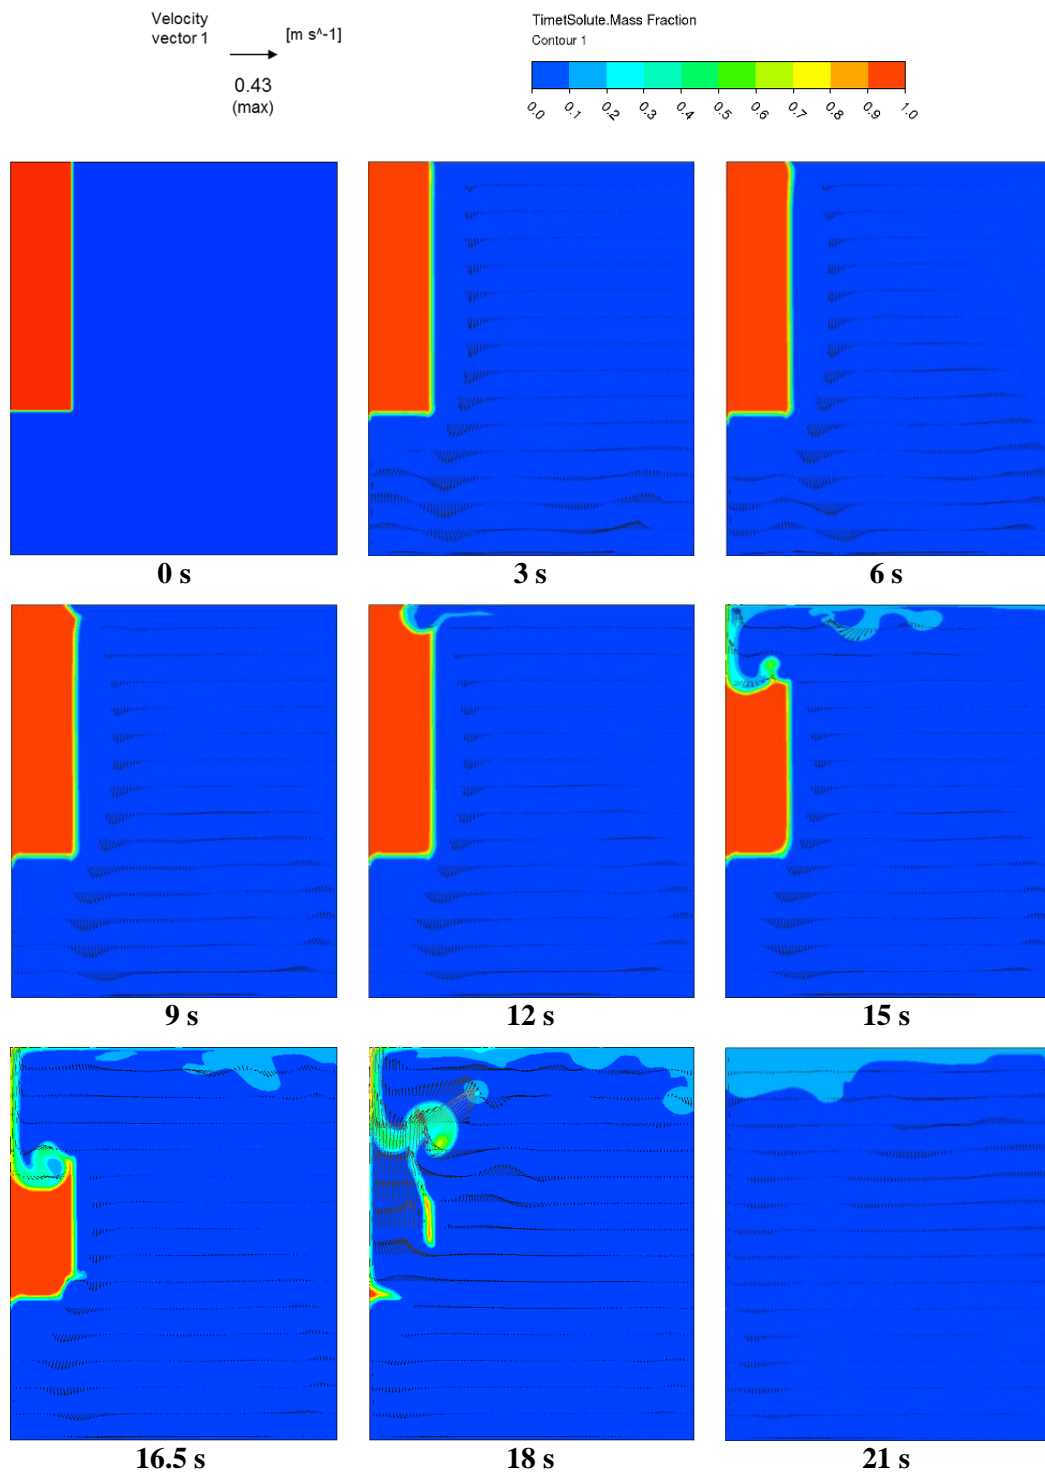 Velocity
vector 1
[m s^-1]
0.43
(max)
TimetSolute.Mass Fraction
Contour 1
0.0 0.1 0.2 0.3 0.4 0.5 0.6 0.7 0.8 0.9 1.0
0 s
3 s
6 s
9 s
12 s
15 s
16.5 s
18 s
21 s